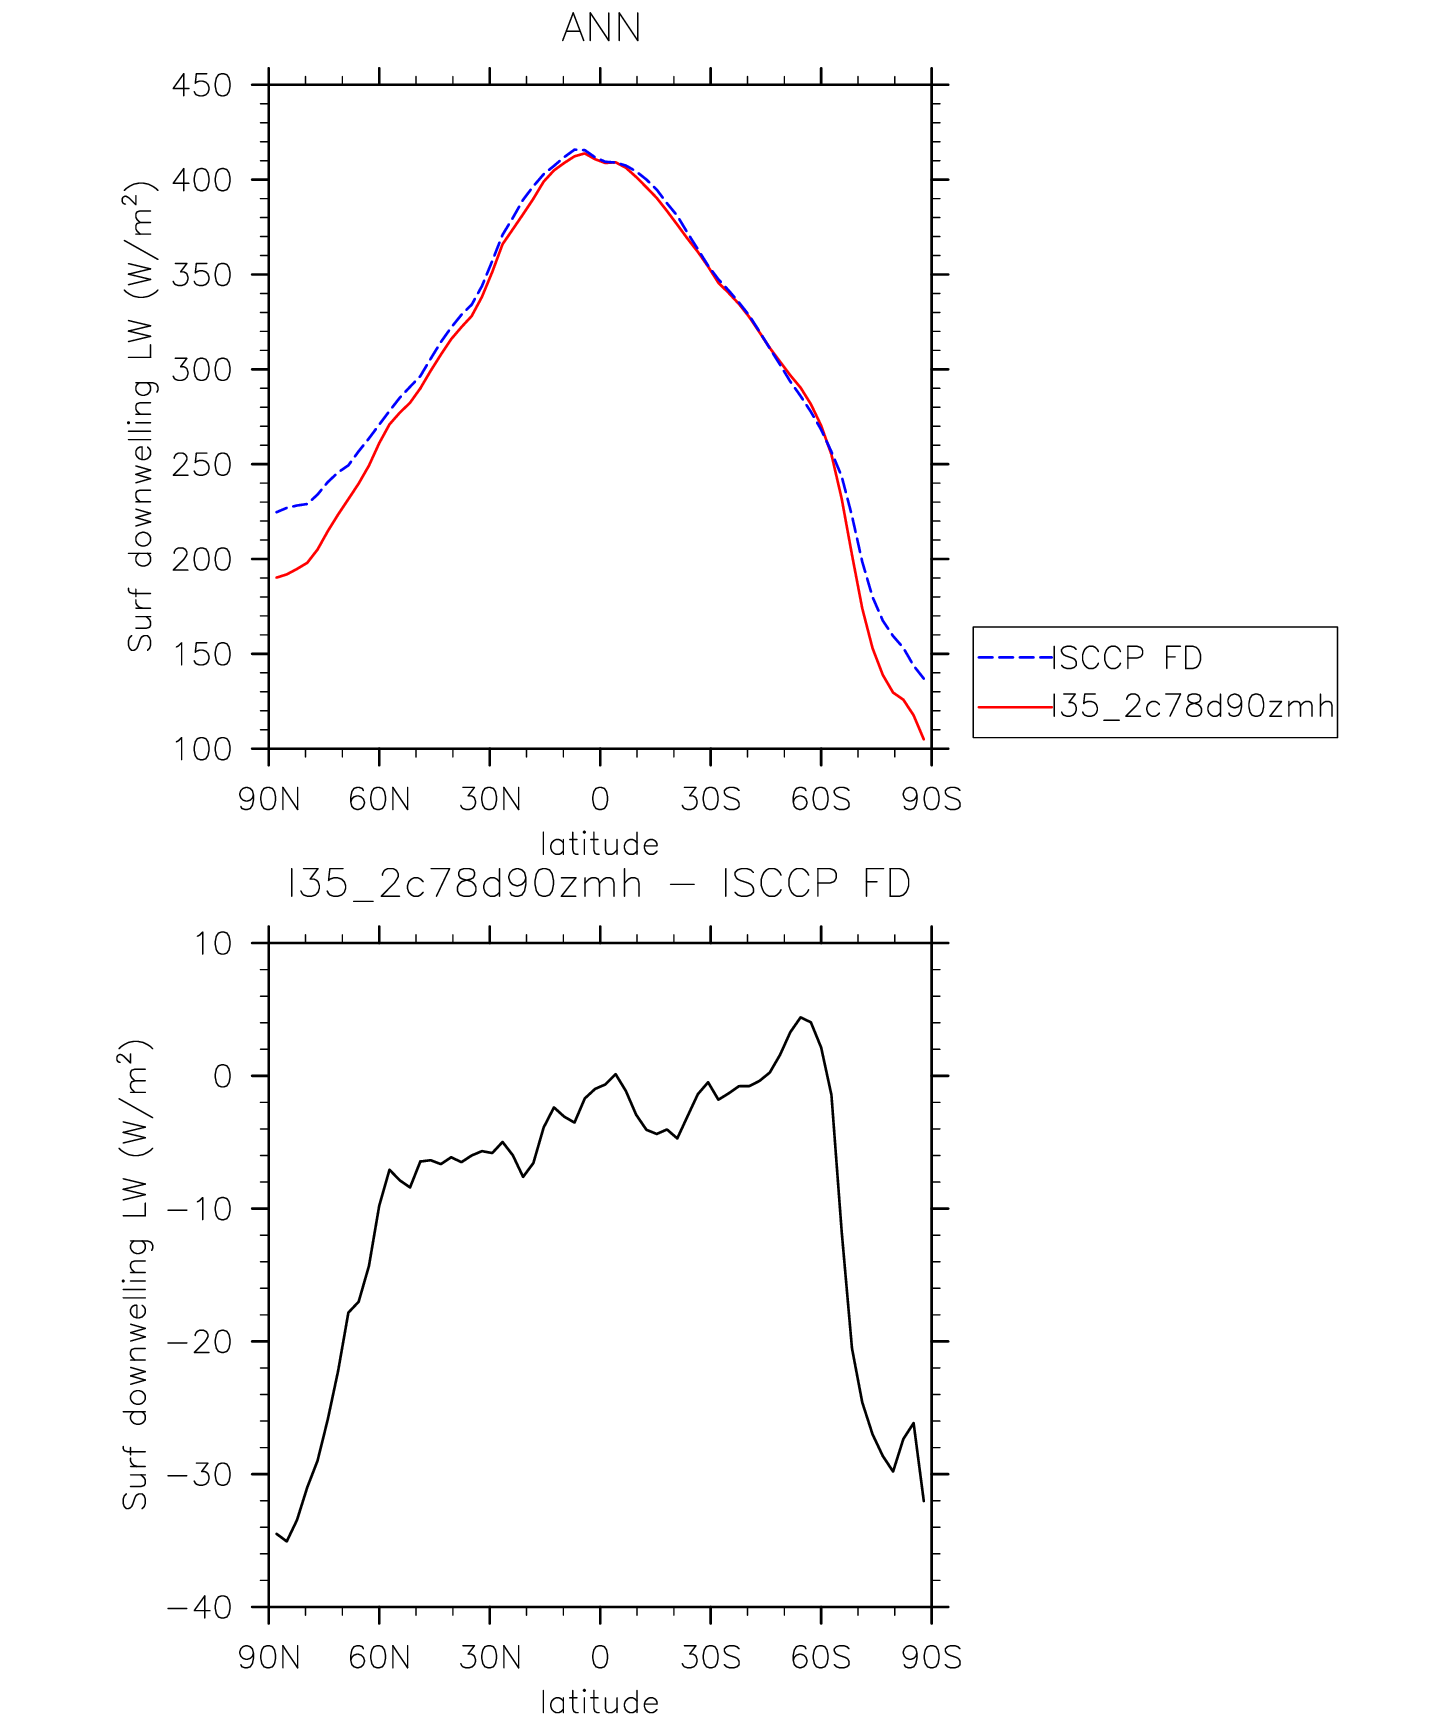 ANN
Surf downwelling LW (W/m²)
450
400
350
300
250
200
150
100
90N 60N 30N 0 30S 60S 90S
latitude
ISCCP FD
I35_2c78d90zmh
I35_2c78d90zmh − ISCCP FD
Surf downwelling LW (W/m²)
10
0
−10
−20
−30
−40
90N 60N 30N 0 30S 60S 90S
latitude